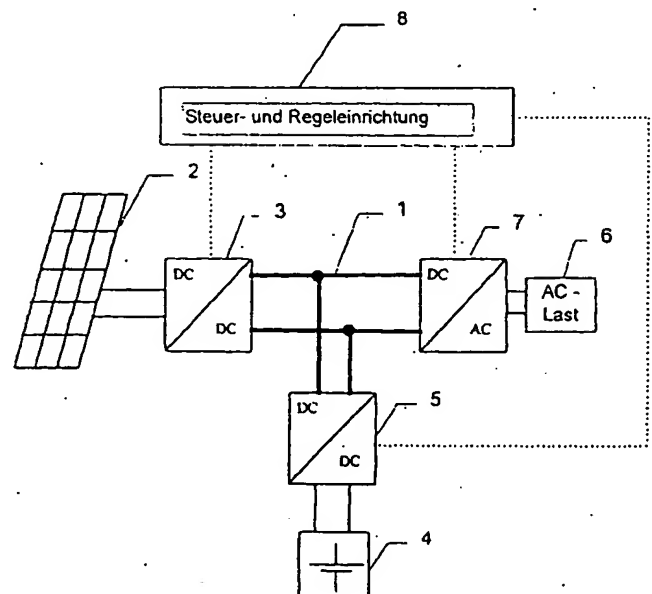 8
Steuer- und Regeleinrichtung
2
3
1
7
6
DC
DC
DC
AC
AC -
Last
DC
DC
5
4